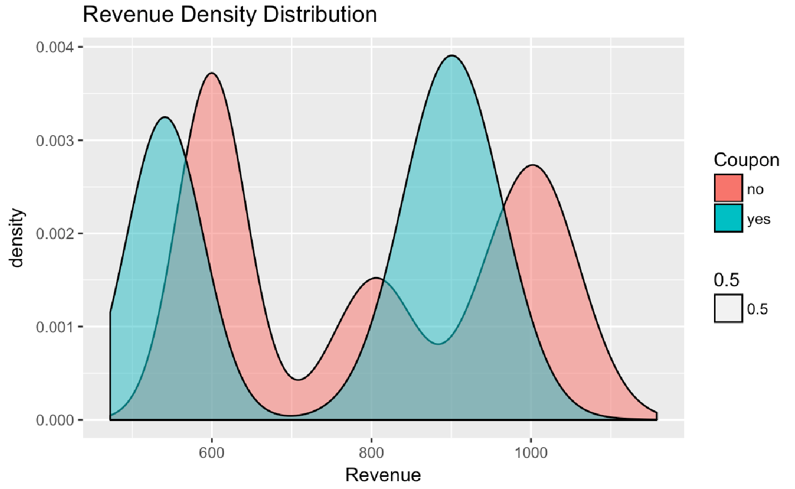 Revenue Density Distribution
0.004
0.003
0.002
0.001
0.000
density
600
800
1000
Revenue
Coupon
no
yes
0.5
0.5